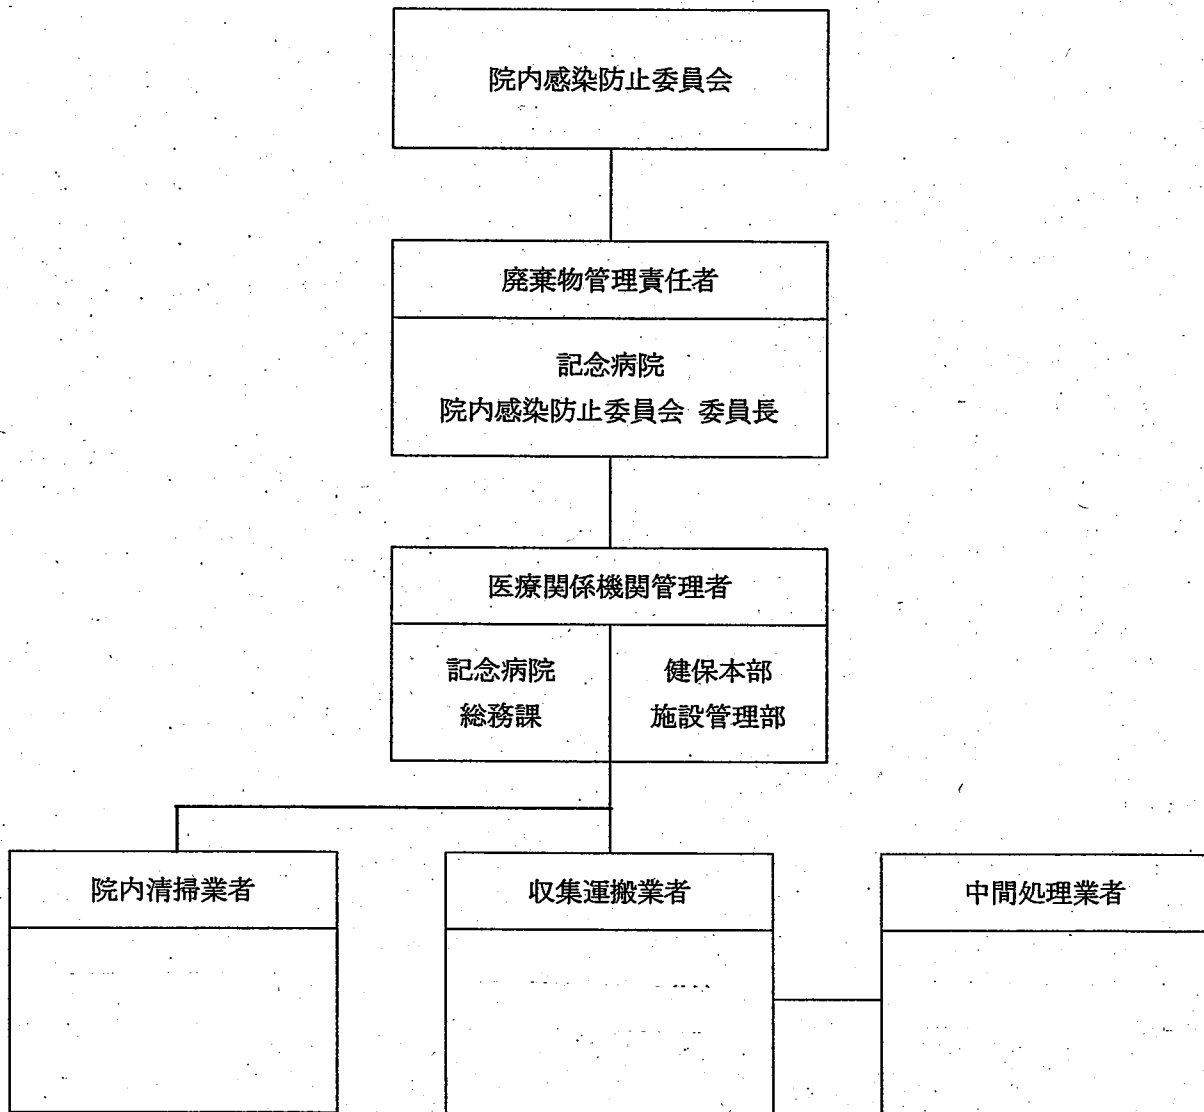 院内感染防止委員会
廃棄物管理責任者
記念病院
院内感染防止委員会 委員長
医療関係機関管理者
記念病院
総務課
健保本部
施設管理部
院内清掃業者
収集運搬業者
中間処理業者